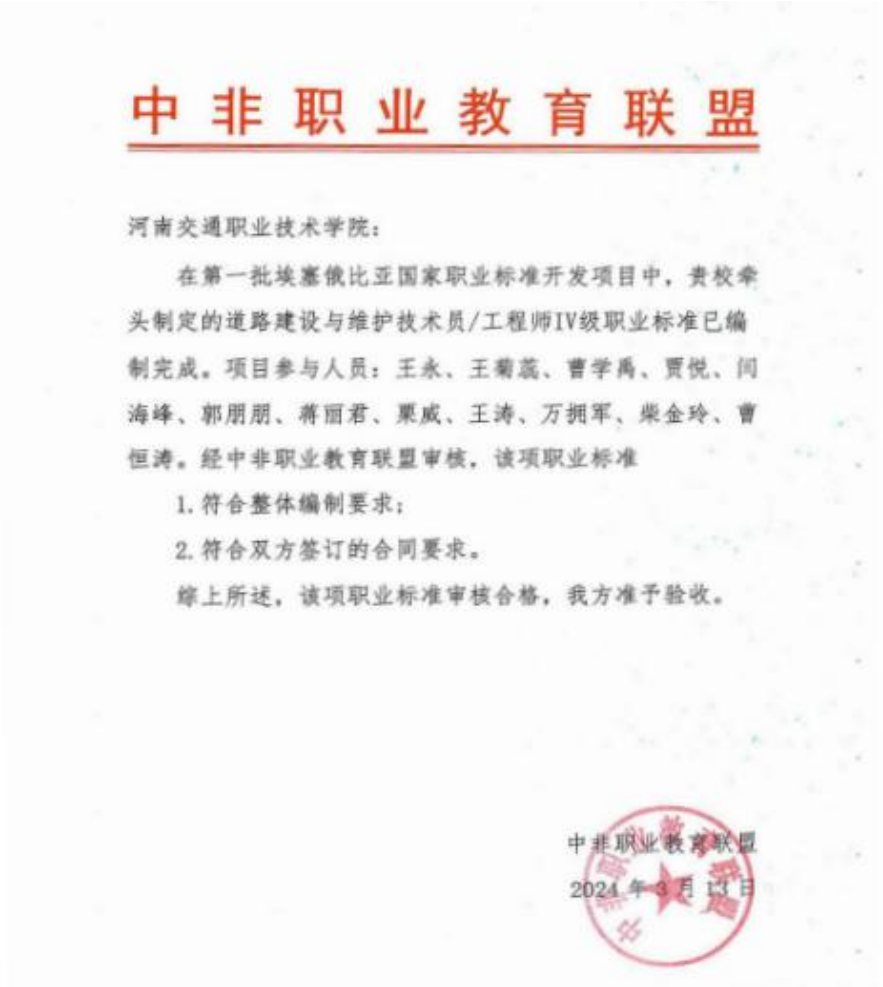 中非职业教育联盟
河南交通职业技术学院：
在第一批埃塞俄比亚国家职业标准开发项目中，贵校牵
头制定的道路建设与维护技术员/工程师IV级职业标准已编
制完成。项目参与人员：王永、王菊蕊、曹学禹、贾悦、闫
海峰、郭朋朋、蒋丽君、栗威、王涛、万拥军、柴金玲、曹
恒涛。经中非职业教育联盟审核，该项职业标准
1.符合整体编制要求；
2.符合双方签订的合同要求。
综上所述，该项职业标准审核合格，我方准予验收。
中非职业教育联盟
2024年3月13日
中非职业教育联盟